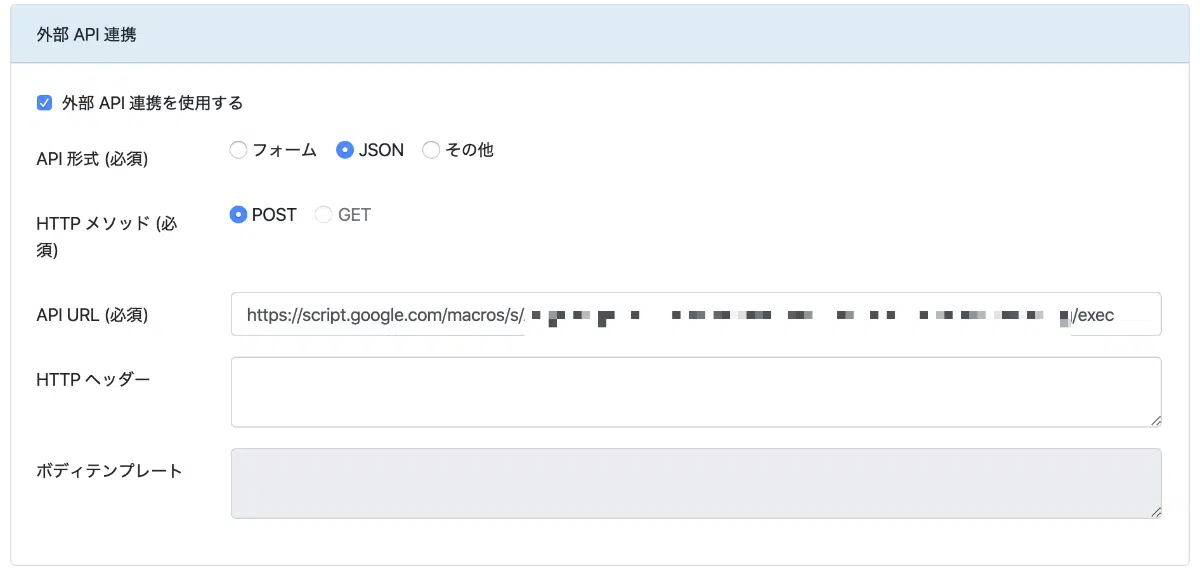 外部 API 連携
外部 API 連携を使用する
API 形式 (必須)
フォーム JSON その他
HTTP メソッド (必
須)
POST GET
API URL (必須)
https://script.google.com/macros/s/ /exec
HTTP ヘッダー
ボディテンプレート